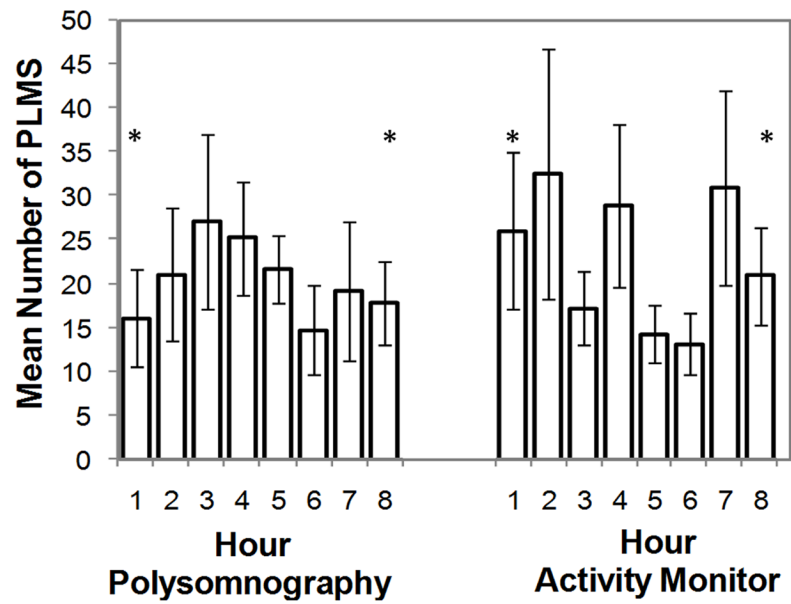 Mean Number of PLMS
50
45
40
35
30
25
20
15
10
5
0
* * * *
1 2 3 4 5 6 7 8 1 2 3 4 5 6 7 8
Hour
Polysomnography
Hour
Activity Monitor